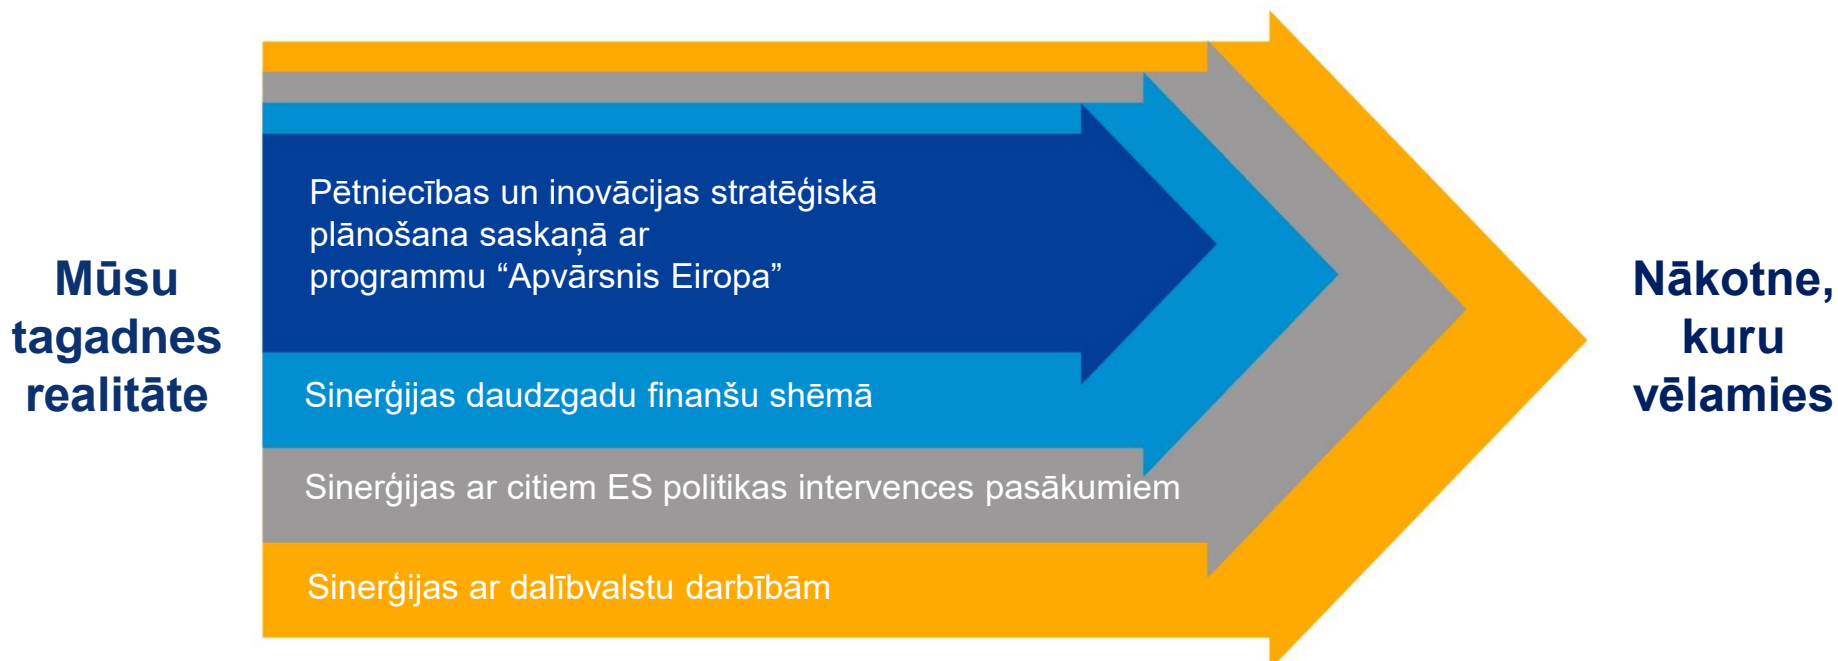 Mūsu
tagadnes
realitāte
Pētniecības un inovācijas stratēģiskā
plānošana saskaņā ar
programmu “Apvārsnis Eiropa”
Sinerģijas daudzgadu finanšu shēmā
Sinerģijas ar citiem ES politikas intervences pasākumiem
Sinerģijas ar dalībvalstu darbībām
Nākotne,
kuru
vēlamies